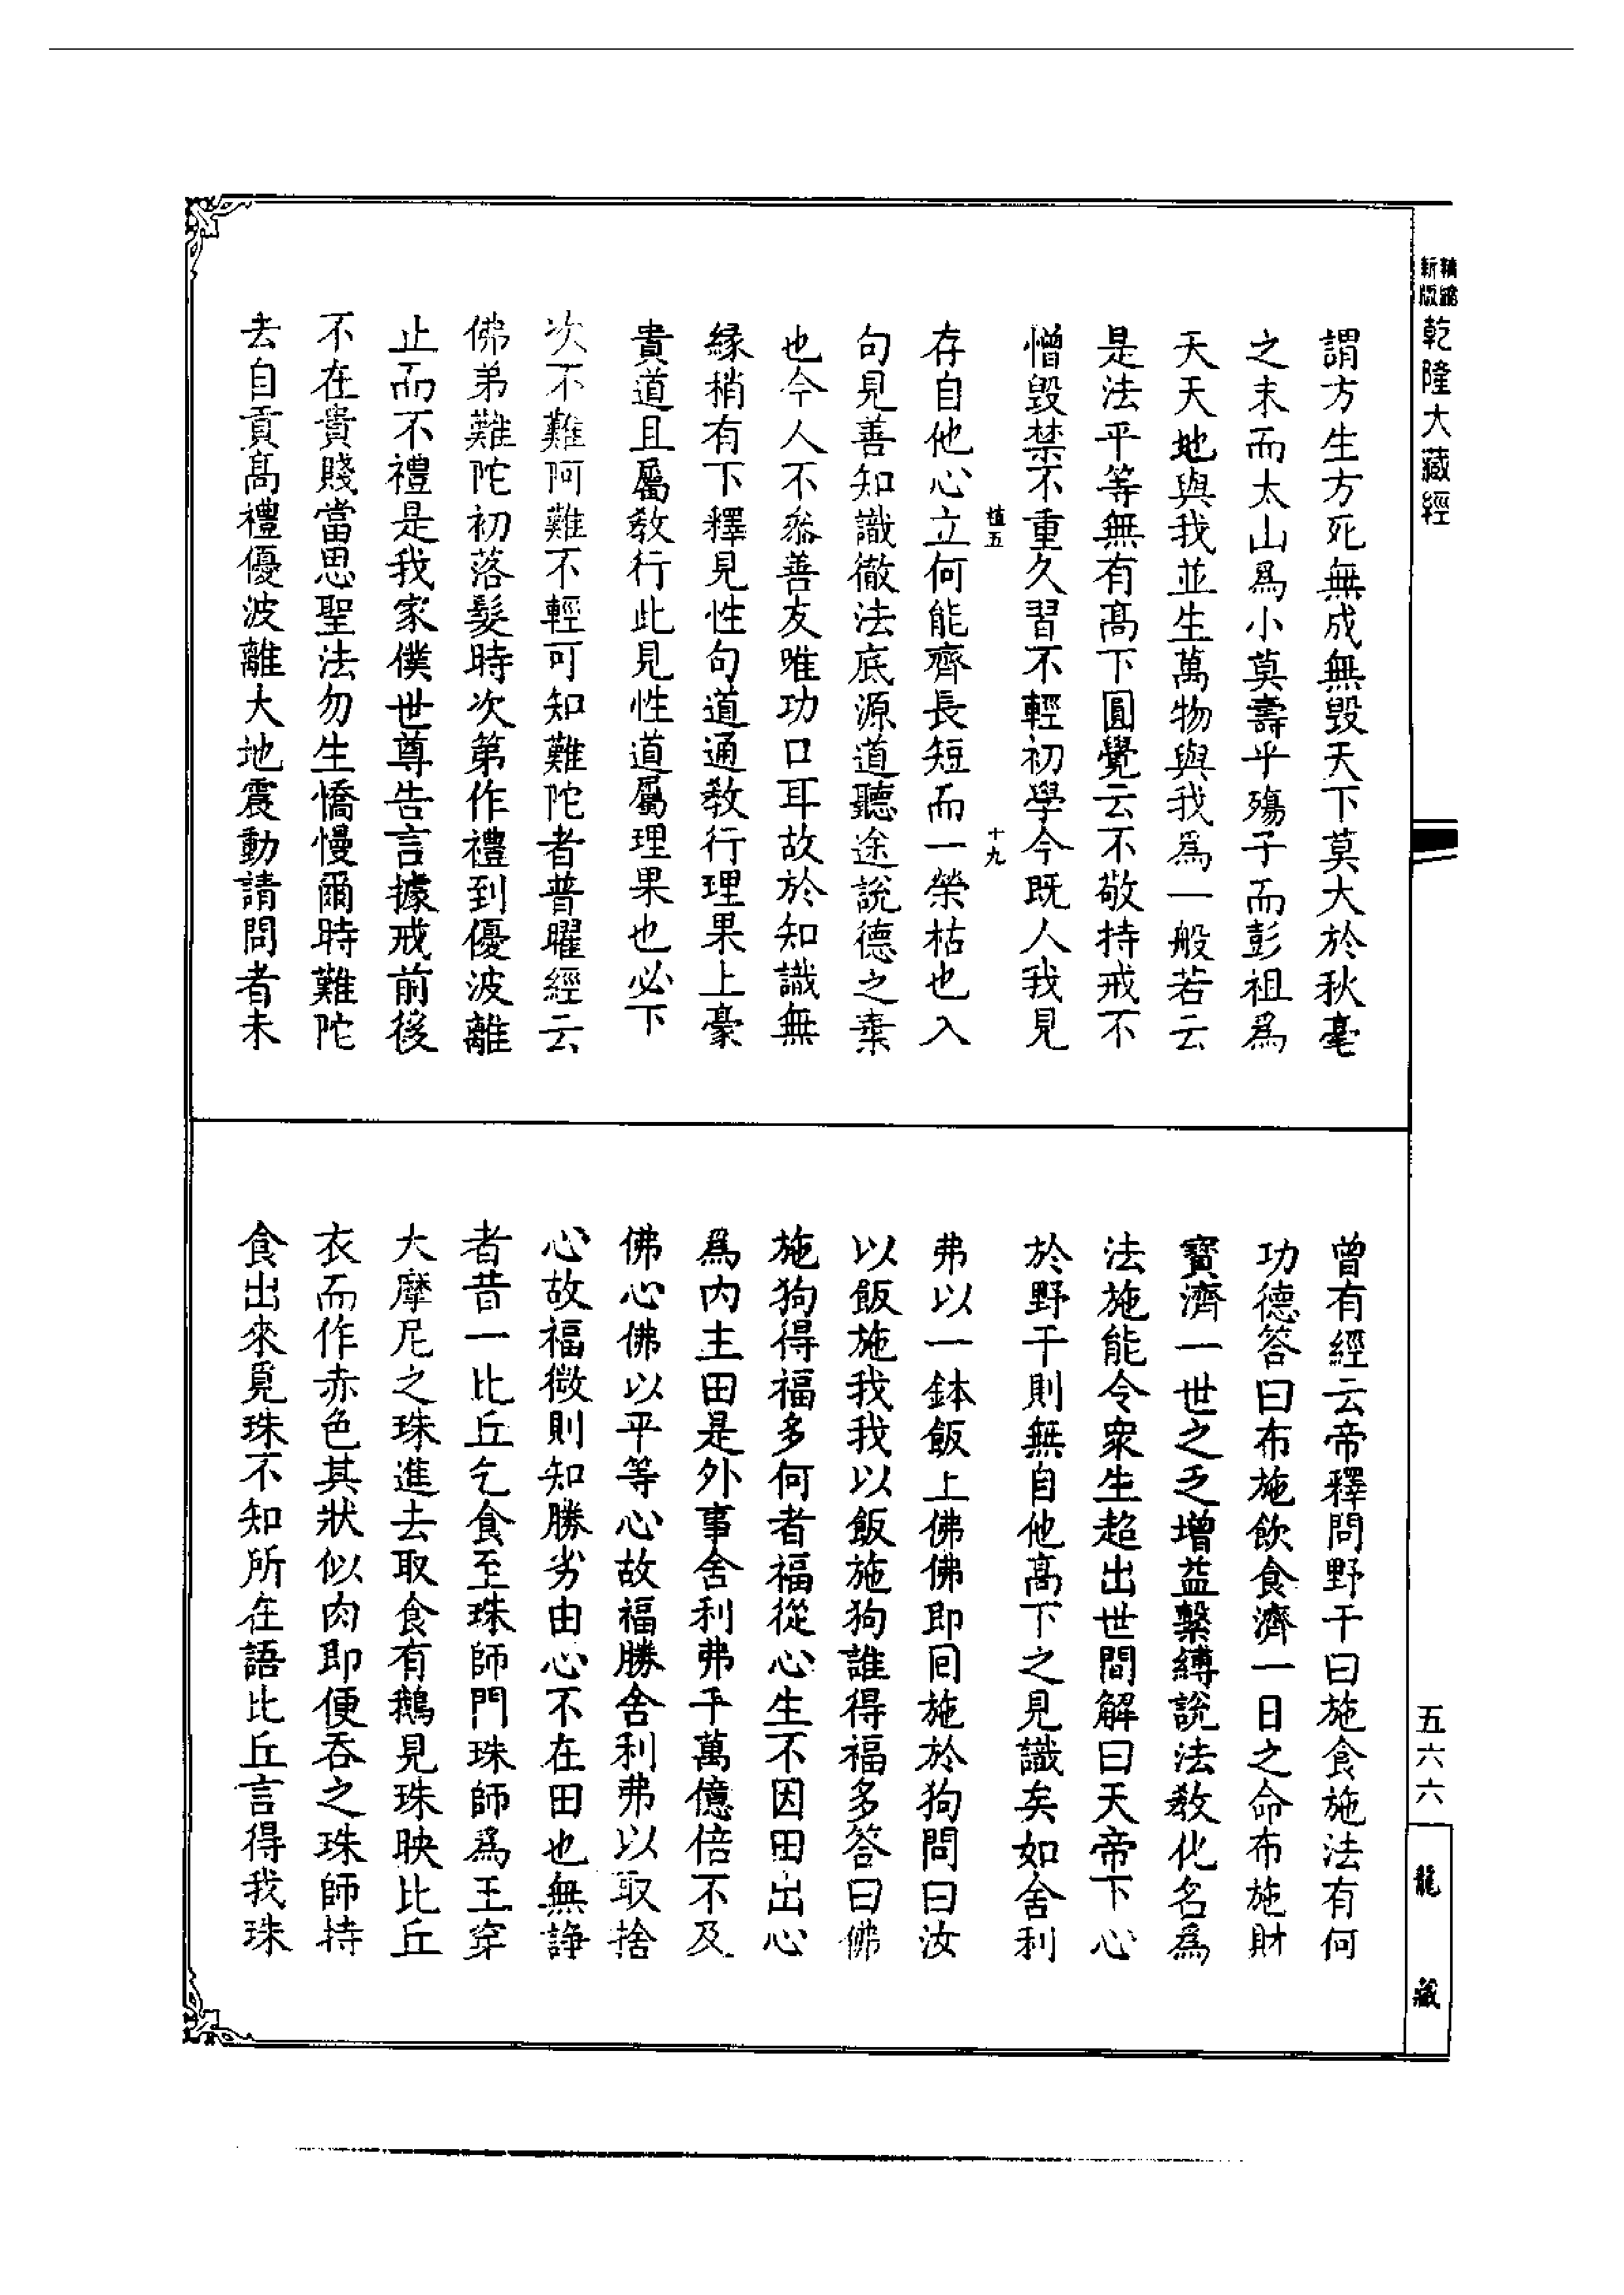 新版
精縮
乾隆大藏經
謂方生方死無成無毀天下莫大於秋毫
之末而太山爲小莫壽乎殤子而彭祖爲
夭天地與我並生萬物與我爲一般若云
是法平等無有高下圓覺云不敬持戒不
憎毀禁不重久習不輕初學今既人我見
植五
十九
存自他心立何能齊長短而一榮枯也入
句見善知識徹法底源道聽途說德之棄
也今人不叅善友唯功口耳故於知識無
緣稍有下釋見性句道通教行理果上豪
貴道且屬教行此見性道屬理果也必下
次不難阿難不輕可知難陀者普曜經云
佛弟難陀初落髮時次第作禮到優波離
止而不禮是我家僕世尊告言據戒前後
不在貴賤當思聖法勿生憍慢爾時難陀
去自貢高禮優波離大地震動請問者未
曾有經云帝釋問野干曰施食施法有何
功德答曰布施飲食濟一日之命布施財
寶濟一世之乏增益繫縛說法教化名爲
法施能令衆生超出世間解曰天帝下心
於野干則無自他高下之見識矣如舍利
弗以一鉢飯上佛佛即回施於狗問曰汝
以飯施我我以飯施狗誰得福多答曰佛
施狗得福多何者福從心生不因田出心
爲內主田是外事舍利弗千萬億倍不及
佛心佛以平等心故福勝舍利弗以取捨
心故福微則知勝劣由心不在田也無諍
者昔一比丘乞食至珠師門珠師爲王穿
大摩尼之珠進去取食有鵝見珠映比丘
衣而作赤色其狀似肉即便吞之珠師持
食出來覓珠不知所在語比丘言得我珠
五六六
龍藏